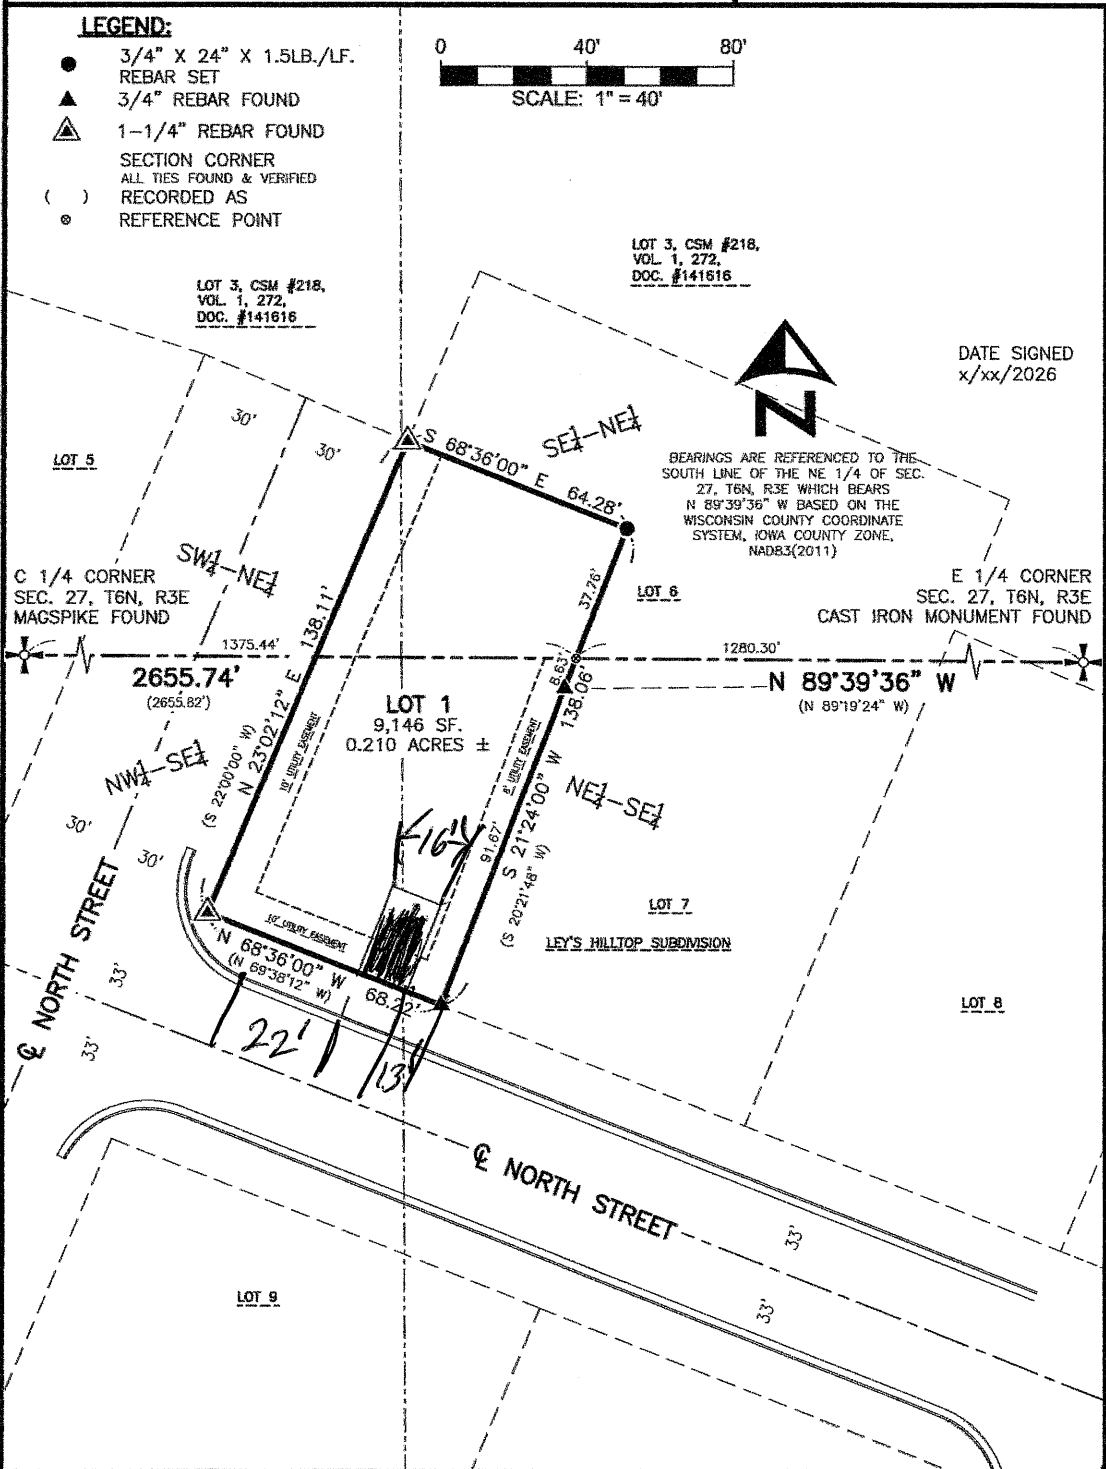 LEGEND:
3/4" X 24" X 1.5LB./LF.
REBAR SET
3/4" REBAR FOUND
1-1/4" REBAR FOUND
SECTION CORNER
ALL TIES FOUND & VERIFIED
( ) RECORDED AS
REFERENCE POINT
0 40' 80'
SCALE: 1" = 40'
LOT 3, CSM #218,
VOL. 1, 272,
DOC. #141616
LOT 3, CSM #218,
VOL. 1, 272,
DOC. #141616
DATE SIGNED
x/xx/2026
N
BEARINGS ARE REFERENCED TO THE
SOUTH LINE OF THE NE 1/4 OF SEC.
27, T6N, R3E WHICH BEARS
N 89°39'36" W BASED ON THE
WISCONSIN COUNTY COORDINATE
SYSTEM, IOWA COUNTY ZONE,
NAD83(2011)
30'
30'
LOT 5
S 68°36'00" E 64.28'
SE1/4-NE1/4
SW1/4-NE1/4
C 1/4 CORNER
SEC. 27, T6N, R3E
MAGSPIKE FOUND
E 1/4 CORNER
SEC. 27, T6N, R3E
CAST IRON MONUMENT FOUND
LOT 6
37.76'
1375.44'
1280.30'
2655.74'
(2655.82')
N 89°39'36" W
(N 89°19'24" W)
8.63'
138.06'
N 23°02'12" E 138.11'
(S 22°00'00" W)
LOT 1
9,146 SF.
0.210 ACRES ±
10' UTILITY EASEMENT
8' UTILITY EASEMENT
NW1/4-SE1/4
NE1/4-SE1/4
S 21°24'00" W
(S 20°21'48" W)
91.67'
16'
30'
30'
LOT 7
LEY'S HILLTOP SUBDIVISION
LOT 8
10' UTILITY EASEMENT
N 68°36'00" W
(N 69°38'12" W)
68.22'
22'
13'
℄ NORTH STREET
33'
33'
℄ NORTH STREET
33'
33'
LOT 9